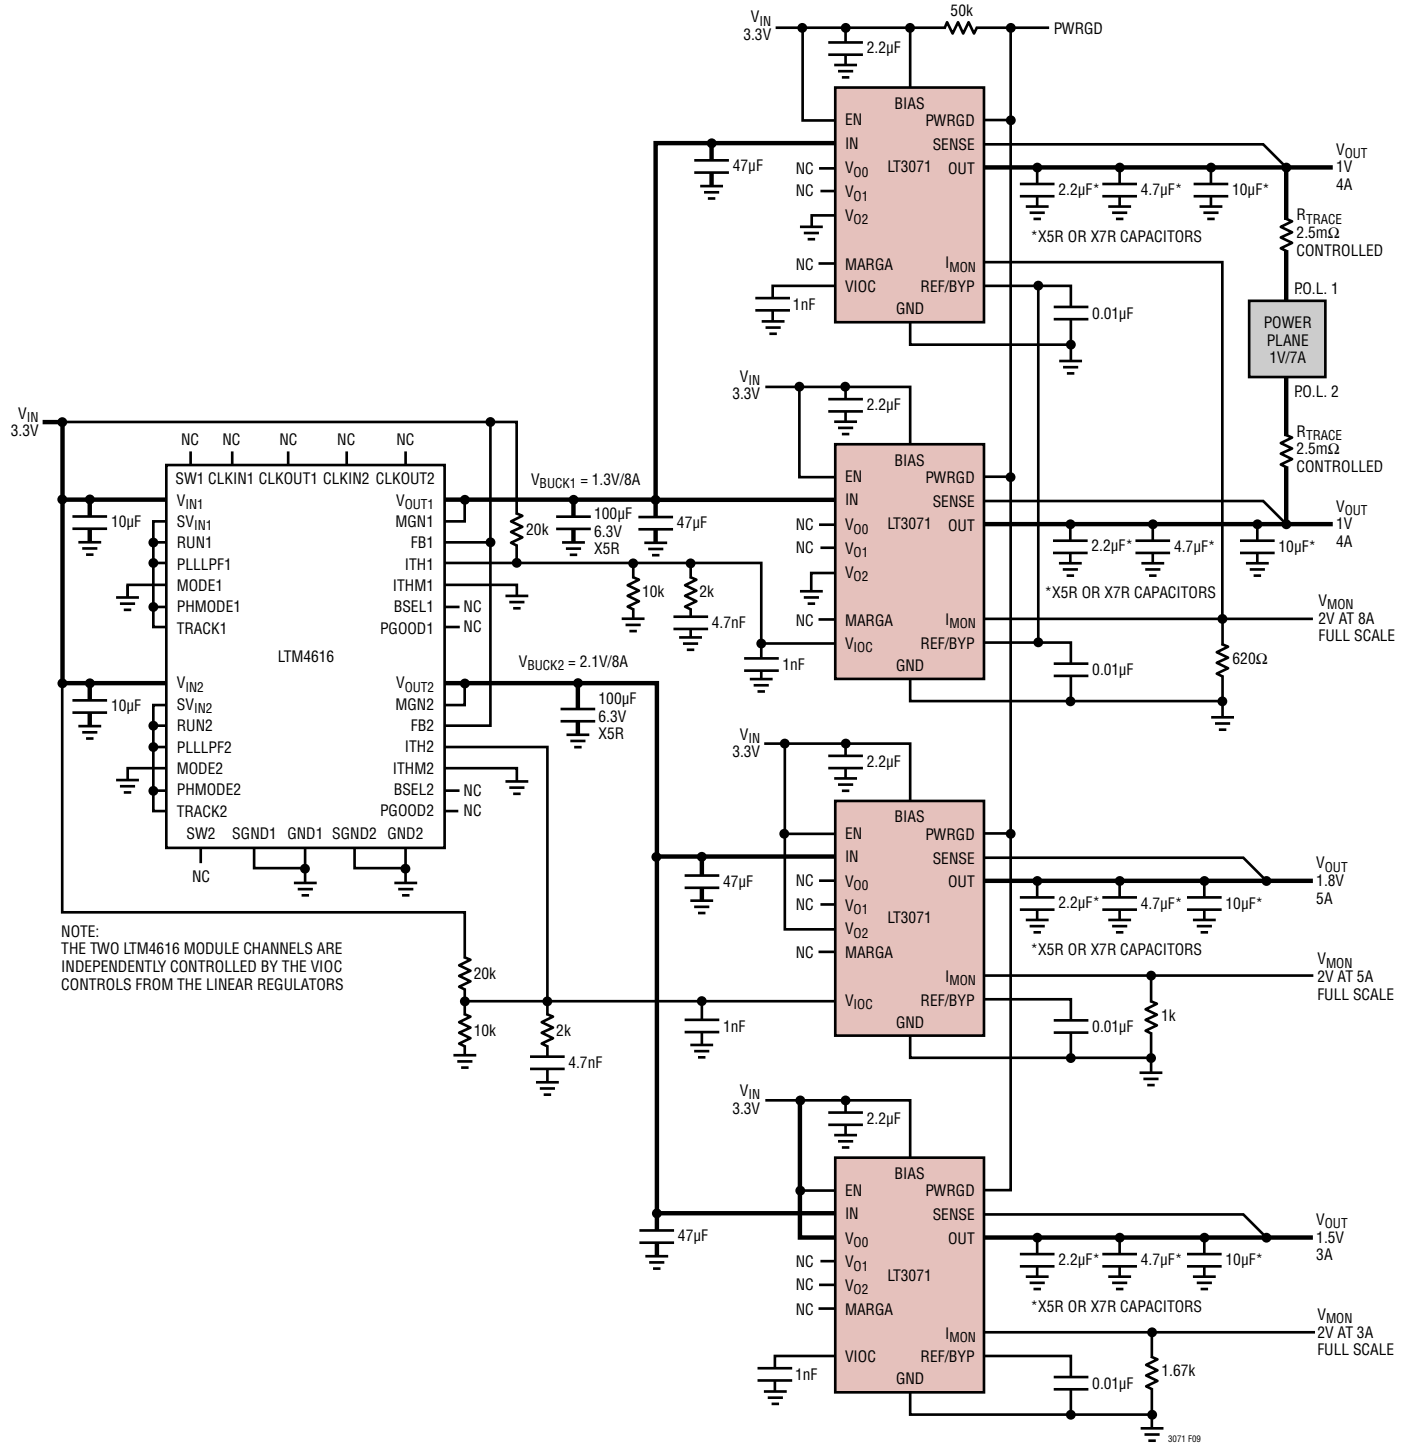 VIN
3.3V
2.2µF
50k
PWRGD
BIAS
EN
PWRGD
IN
SENSE
47µF
NC
VO0
LT3071
OUT
NC
VO1
VO2
2.2µF*
4.7µF*
10µF*
VOUT
1V
4A
*X5R OR X7R CAPACITORS
RTRACE
2.5mΩ
CONTROLLED
NC
MARGA
IMON
VIOC
REF/BYP
1nF
GND
0.01µF
P.O.L. 1
POWER
PLANE
1V/7A
P.O.L. 2
VIN
3.3V
2.2µF
RTRACE
2.5mΩ
CONTROLLED
BIAS
EN
PWRGD
IN
SENSE
NC
VO0
LT3071
OUT
NC
VO1
VO2
2.2µF*
4.7µF*
10µF*
VOUT
1V
4A
*X5R OR X7R CAPACITORS
NC
MARGA
IMON
VIOC
REF/BYP
1nF
GND
0.01µF
VMON
2V AT 8A
FULL SCALE
620Ω
VIN
3.3V
NC
NC
NC
NC
NC
SW1
CLKIN1
CLKOUT1
CLKIN2
CLKOUT2
VIN1
SVIN1
RUN1
PLLLPF1
MODE1
PHMODE1
TRACK1
10µF
VOUT1
MGN1
FB1
ITH1
ITHM1
BSEL1
NC
PGOOD1
NC
LTM4616
VBUCK1 = 1.3V/8A
20k
100µF
6.3V
X5R
47µF
10k
2k
4.7nF
VIN2
SVIN2
RUN2
PLLLPF2
MODE2
PHMODE2
TRACK2
10µF
VOUT2
MGN2
FB2
ITH2
ITHM2
BSEL2
NC
PGOOD2
NC
VBUCK2 = 2.1V/8A
100µF
6.3V
X5R
SW2
SGND1
GND1
SGND2
GND2
NC
NOTE:
THE TWO LTM4616 MODULE CHANNELS ARE
INDEPENDENTLY CONTROLLED BY THE VIOC
CONTROLS FROM THE LINEAR REGULATORS
20k
10k
2k
4.7nF
1nF
VIN
3.3V
2.2µF
BIAS
EN
PWRGD
IN
SENSE
47µF
NC
VO0
OUT
NC
VO1
LT3071
VO2
2.2µF*
4.7µF*
10µF*
VOUT
1.8V
5A
*X5R OR X7R CAPACITORS
NC
MARGA
IMON
VIOC
REF/BYP
GND
0.01µF
1k
VMON
2V AT 5A
FULL SCALE
VIN
3.3V
2.2µF
BIAS
EN
PWRGD
IN
SENSE
47µF
VO0
OUT
NC
VO1
LT3071
NC
VO2
2.2µF*
4.7µF*
10µF*
VOUT
1.5V
3A
*X5R OR X7R CAPACITORS
NC
MARGA
IMON
VIOC
REF/BYP
1nF
GND
0.01µF
1.67k
VMON
2V AT 3A
FULL SCALE
3071 F09